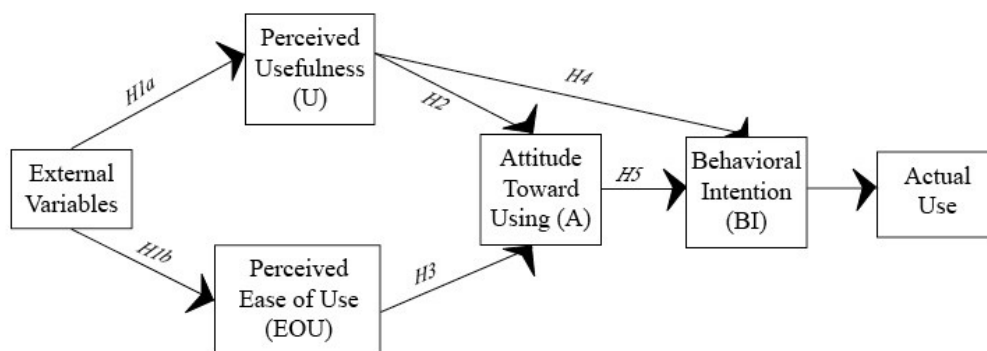 Perceived
Usefulness
(U)
H4
H1a
H2
External
Variables
Attitude
Toward
Using (A)
H5
Behavioral
Intention
(BI)
Actual
Use
H1b
Perceived
Ease of Use
(EOU)
H3